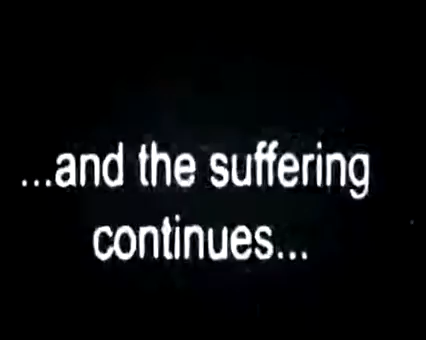 ...and the suffering
continues...